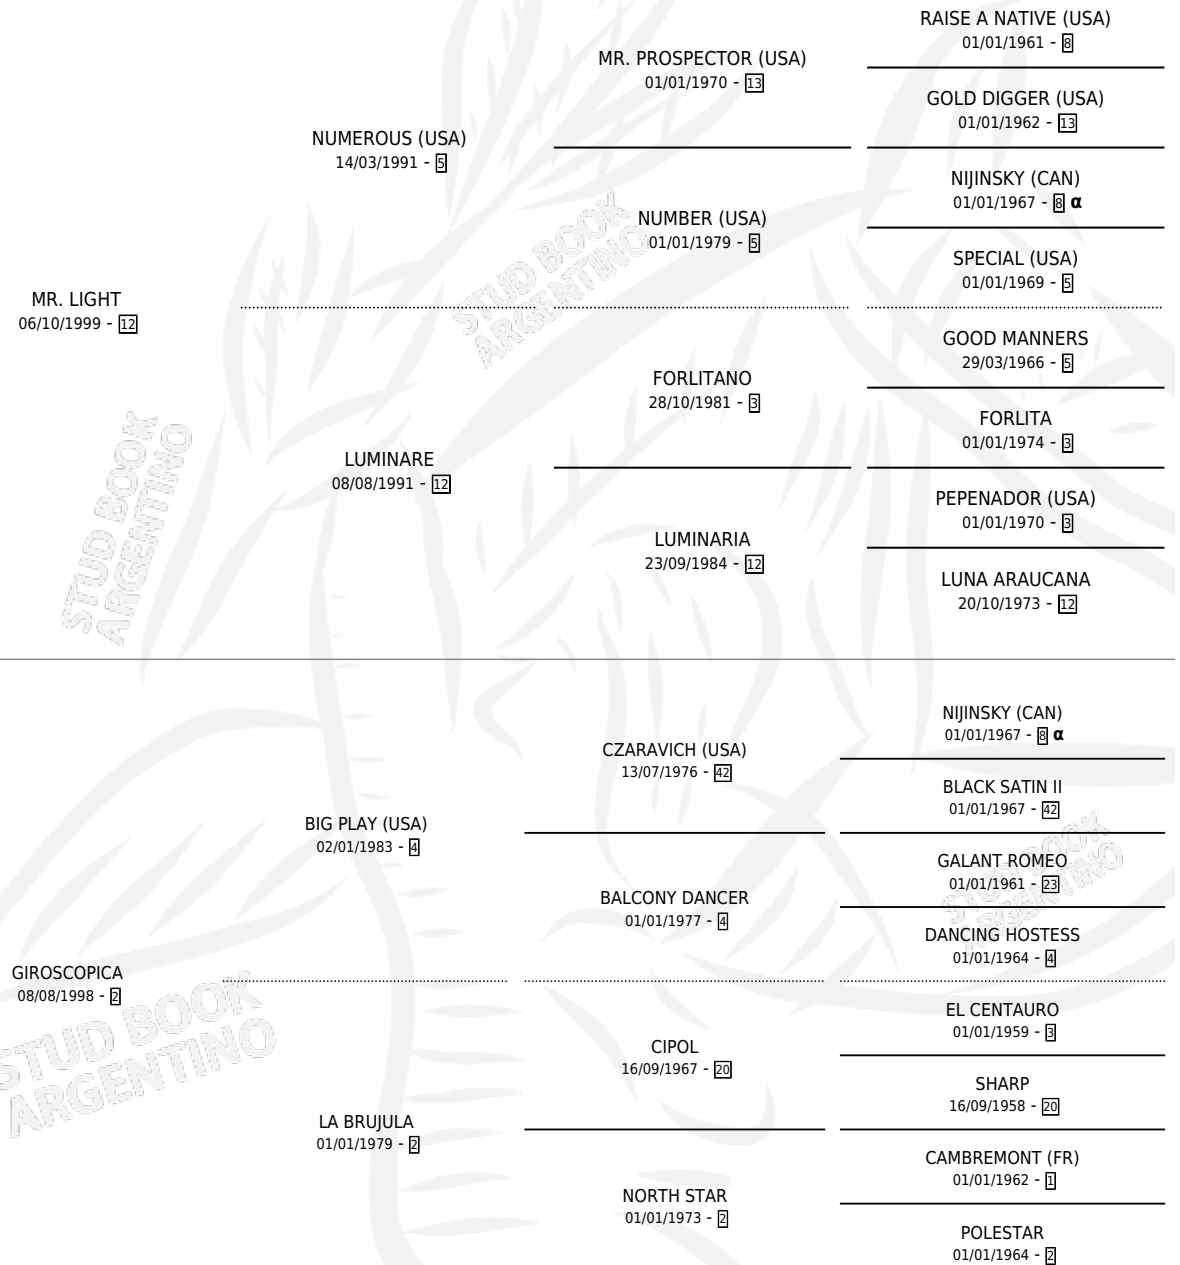 RAISE A NATIVE (USA)
01/01/1961 - 8
MR. PROSPECTOR (USA)
01/01/1970 - 13
GOLD DIGGER (USA)
01/01/1962 - 13
NUMEROUS (USA)
14/03/1991 - 5
NIJINSKY (CAN)
01/01/1967 - 8 α
NUMBER (USA)
01/01/1979 - 5
SPECIAL (USA)
01/01/1969 - 5
MR. LIGHT
06/10/1999 - 12
GOOD MANNERS
29/03/1966 - 5
FORLITANO
28/10/1981 - 3
FORLITA
01/01/1974 - 3
LUMINARE
08/08/1991 - 12
PEPENADOR (USA)
01/01/1970 - 3
LUMINARIA
23/09/1984 - 12
LUNA ARAUCANA
20/10/1973 - 12
STUD BOOK
ARGENTINO
STUD BOOK
ARGENTINO
NIJINSKY (CAN)
01/01/1967 - 8 α
CZARAVICH (USA)
13/07/1976 - 42
BLACK SATIN II
01/01/1967 - 42
BIG PLAY (USA)
02/01/1983 - 4
GALANT ROMEO
01/01/1961 - 23
BALCONY DANCER
01/01/1977 - 4
DANCING HOSTESS
01/01/1964 - 4
GIROSCOPICA
08/08/1998 - 2
EL CENTAURO
01/01/1959 - 3
CIPOL
16/09/1967 - 20
SHARP
16/09/1958 - 20
LA BRUJULA
01/01/1979 - 2
CAMBREMONT (FR)
01/01/1962 - 1
NORTH STAR
01/01/1973 - 2
POLESTAR
01/01/1964 - 2
STUD BOOK
ARGENTINO
STUD BOOK
ARGENTINO